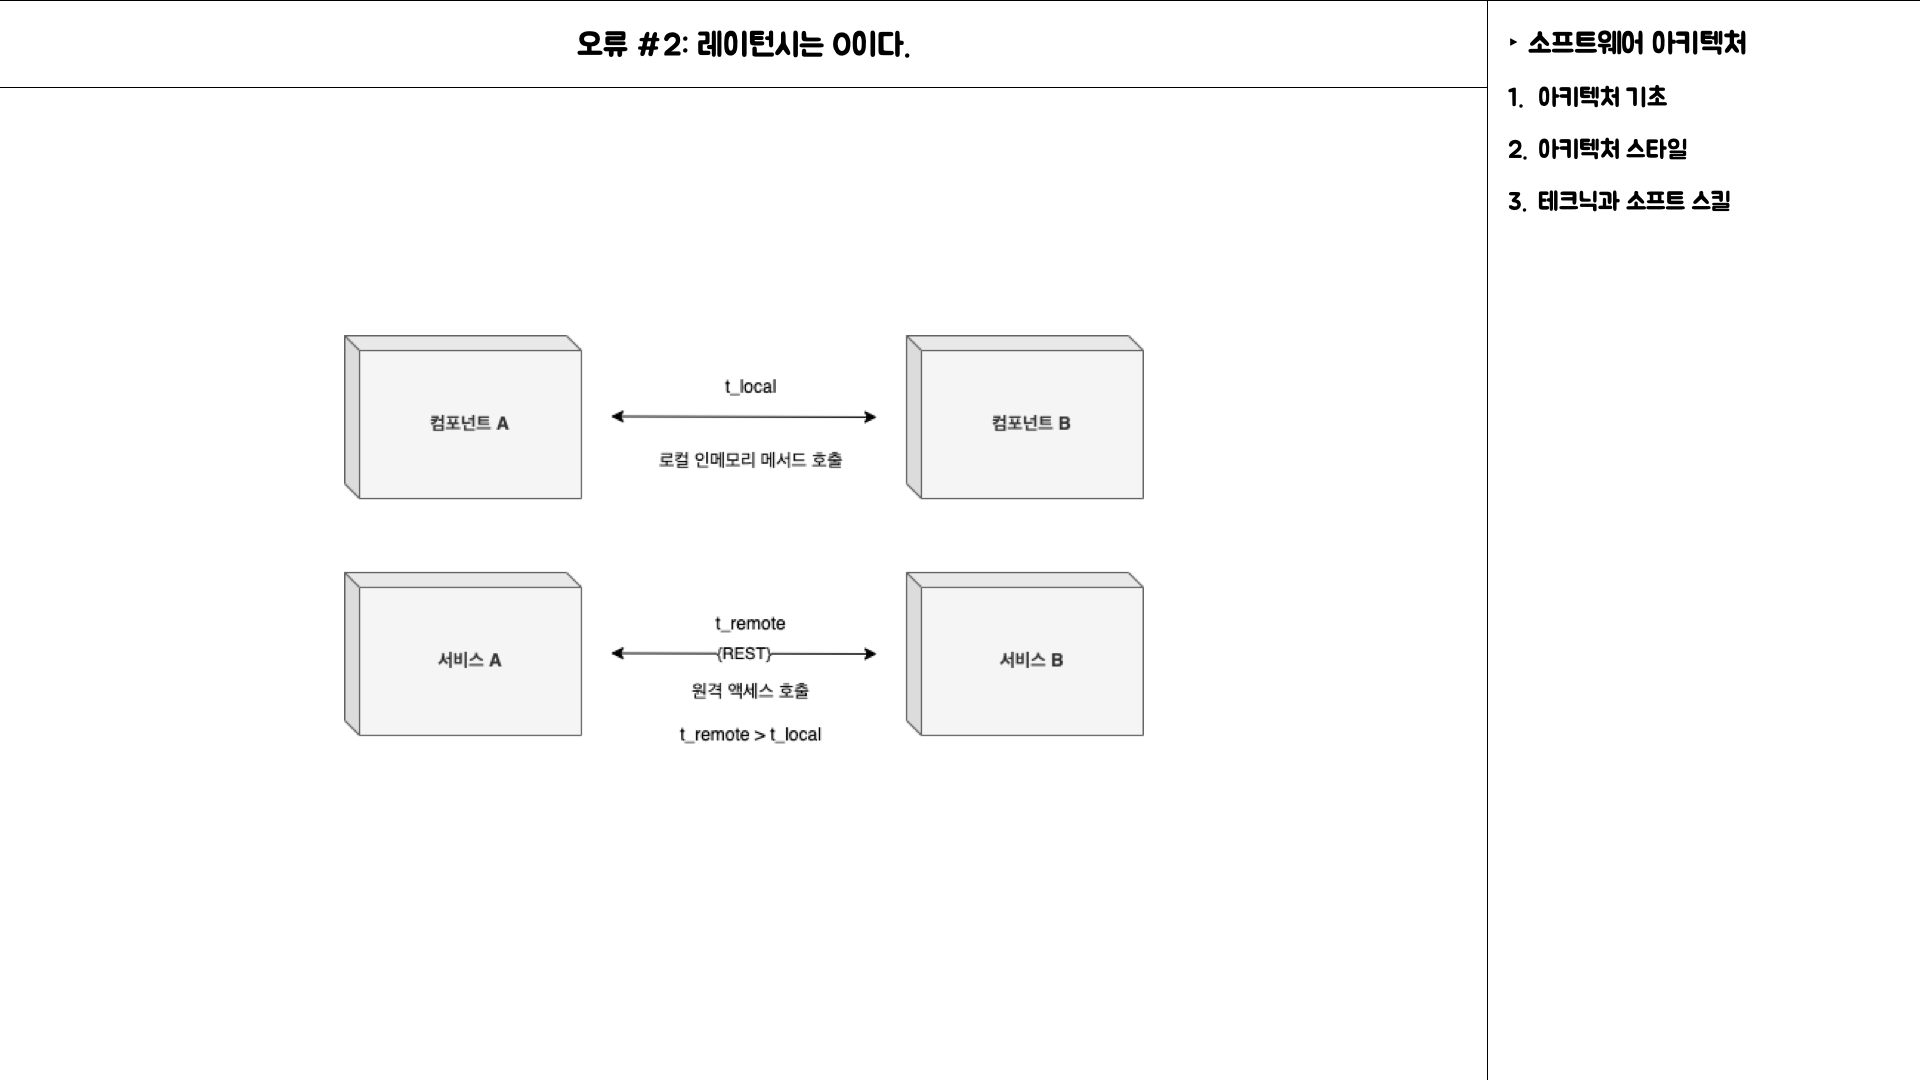 오류 #2: 레이턴시는 0이다.
컴포넌트 A
t_local
로컬 인메모리 메서드 호출
컴포넌트 B
서비스 A
t_remote
(REST)
원격 액세스 호출
t_remote > t_local
서비스 B
‣ 소프트웨어 아키텍처
1. 아키텍처 기초
2. 아키텍처 스타일
3. 테크닉과 소프트 스킬